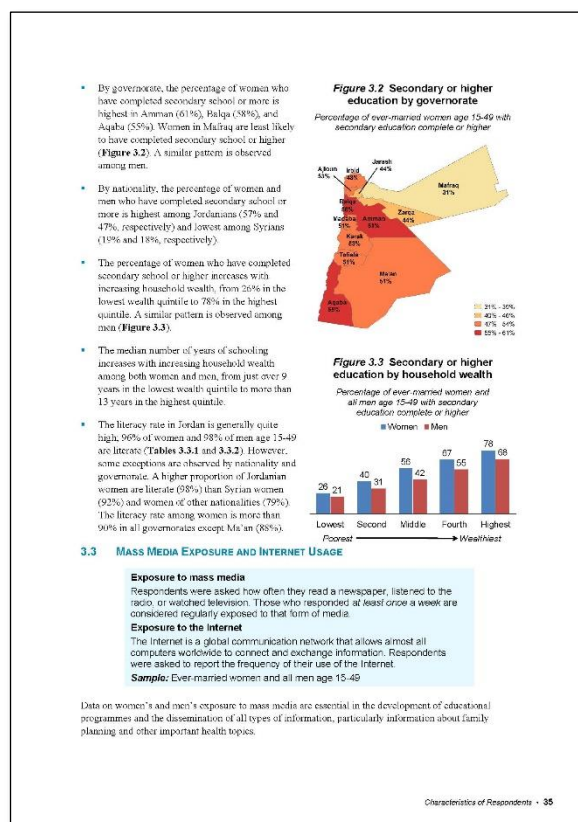 ▪ By governorate, the percentage of women who
have completed secondary school or more is
highest in Amman (61%), Balqa (58%), and
Aqaba (55%). Women in Mafraq are least likely
to have completed secondary school or higher
(Figure 3.2). A similar pattern is observed
among men.
▪ By nationality, the percentage of women and
men who have completed secondary school or
more is highest among Jordanians (57% and
47%, respectively) and lowest among Syrians
(19% and 18%, respectively).
▪ The percentage of women who have completed
secondary school or higher increases with
increasing household wealth, from 26% in the
lowest wealth quintile to 78% in the highest
quintile. A similar pattern is observed among
men (Figure 3.3).
▪ The median number of years of schooling
increases with increasing household wealth
among both women and men, from just over 9
years in the lowest wealth quintile to more than
13 years in the highest quintile.
▪ The literacy rate in Jordan is generally quite
high; 96% of women and 98% of men age 15-49
are literate (Tables 3.3.1 and 3.3.2). However,
some exceptions are observed by nationality and
governorate. A higher proportion of Jordanian
women are literate (98%) than Syrian women
(92%) and women of other nationalities (79%).
The literacy rate among women is more than
90% in all governorates except Ma'an (88%).
Figure 3.2 Secondary or higher
education by governorate
Percentage of ever-married women age 15-49 with
secondary education complete or higher
Jarash
44%
Ajloun
53%
Irbid
48%
Mafraq
Balqa
Zarqa
Madaba
51%
Amman
Karak
Tafiela
51%
Ma'an
51%
Aqaba
40% - 46%
47% - 54%
55% - 61%
Figure 3.3 Secondary or higher
education by household wealth
Percentage of ever-married women and
all men age 15-49 with secondary
education complete or higher
Women Men
26 21 40 31 56 42 67 55 78 68
Lowest Second Middle Fourth Highest
Poorest Wealthiest
3.3 MASS MEDIA EXPOSURE AND INTERNET USAGE
Exposure to mass media
Respondents were asked how often they read a newspaper, listened to the
radio, or watched television. Those who responded at least once a week are
considered regularly exposed to that form of media.
Exposure to the Internet
The Internet is a global communication network that allows almost all
computers worldwide to connect and exchange information. Respondents
were asked to report the frequency of their use of the Internet.
Sample: Ever-married women and all men age 15-49
Data on women's and men's exposure to mass media are essential in the development of educational
programmes and the dissemination of all types of information, particularly information about family
planning and other important health topics.
Characteristics of Respondents • 35